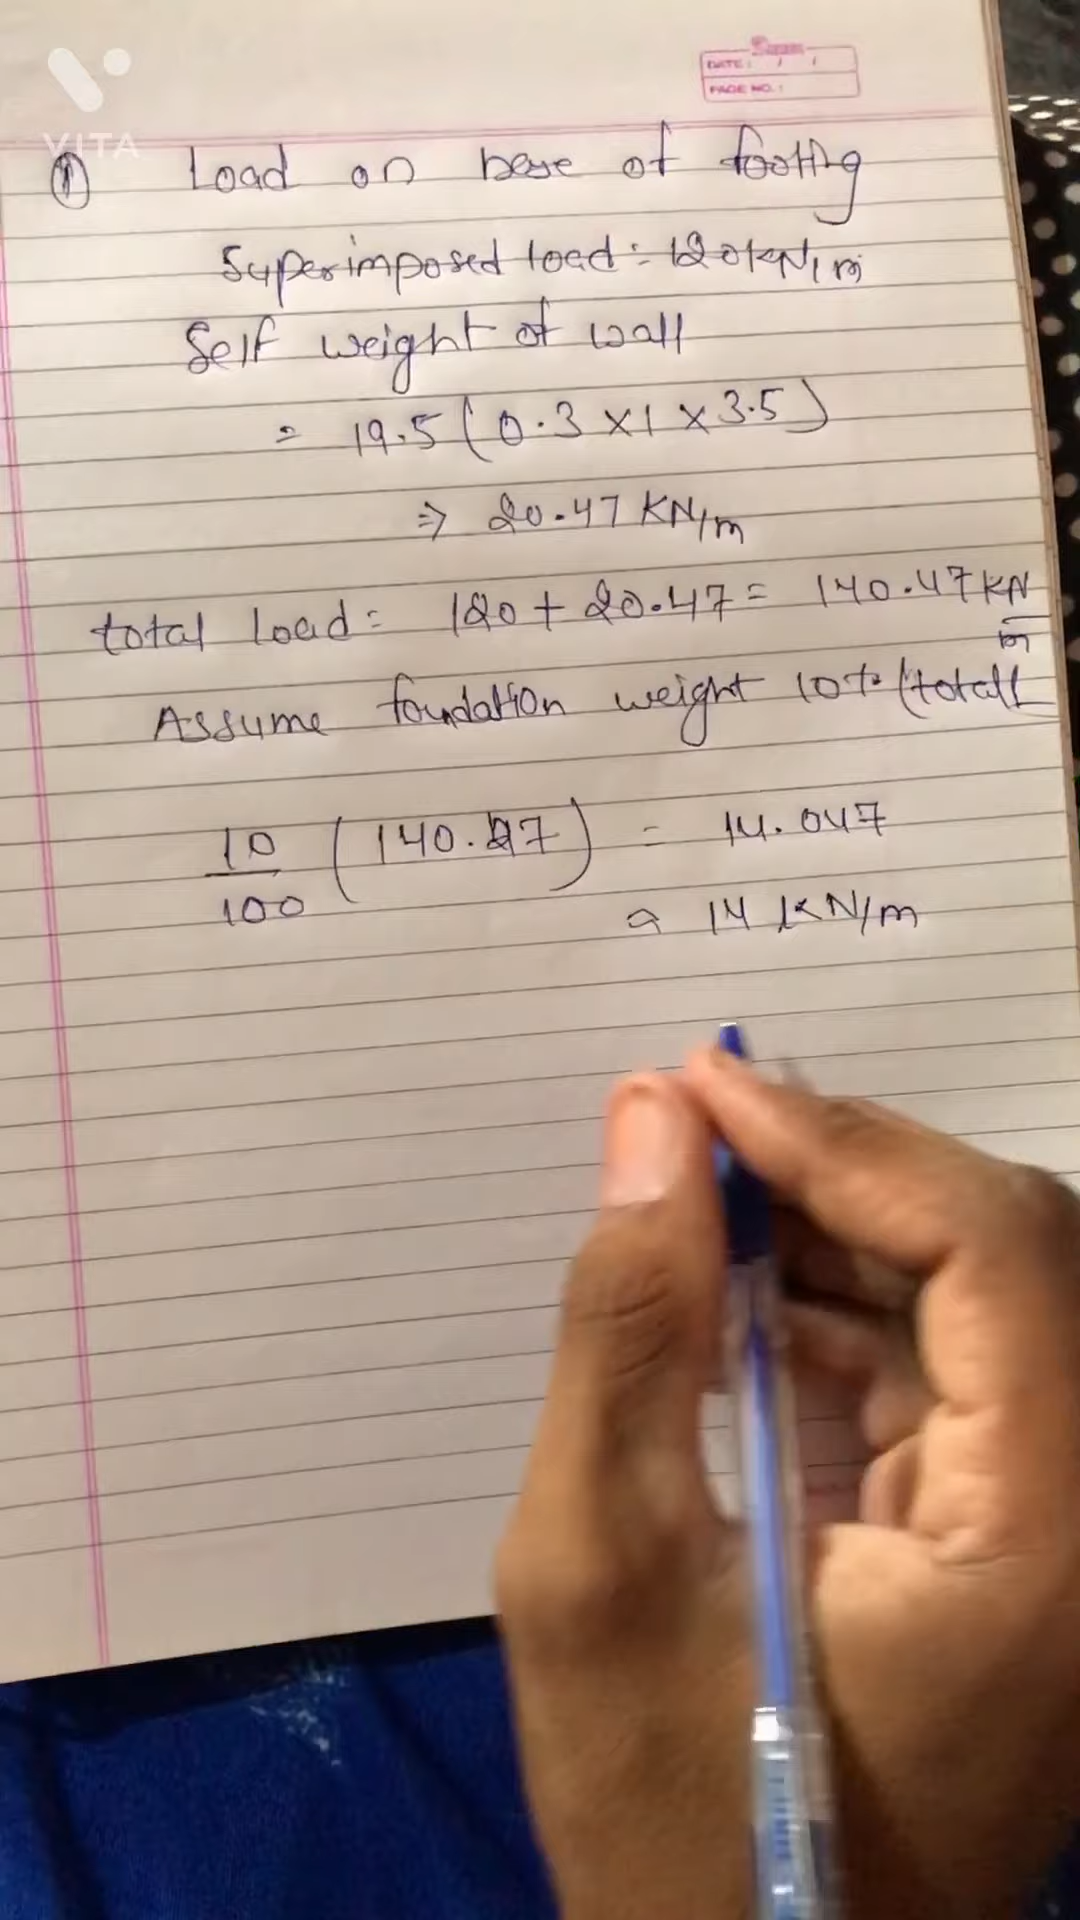 VITA
DATE: / /
PAGE NO.:
① Load on base of footing
Superimposed load = 120 KN/m
Self weight of wall
= 19.5 (0.3 × 1 × 3.5)
⇒ 20.47 KN/m
total load = 120 + 20.47 = 140.47 KN/m
Assume foundation weight 10% (total L
10/100 (140.47) = 14.047
= 14 KN/m